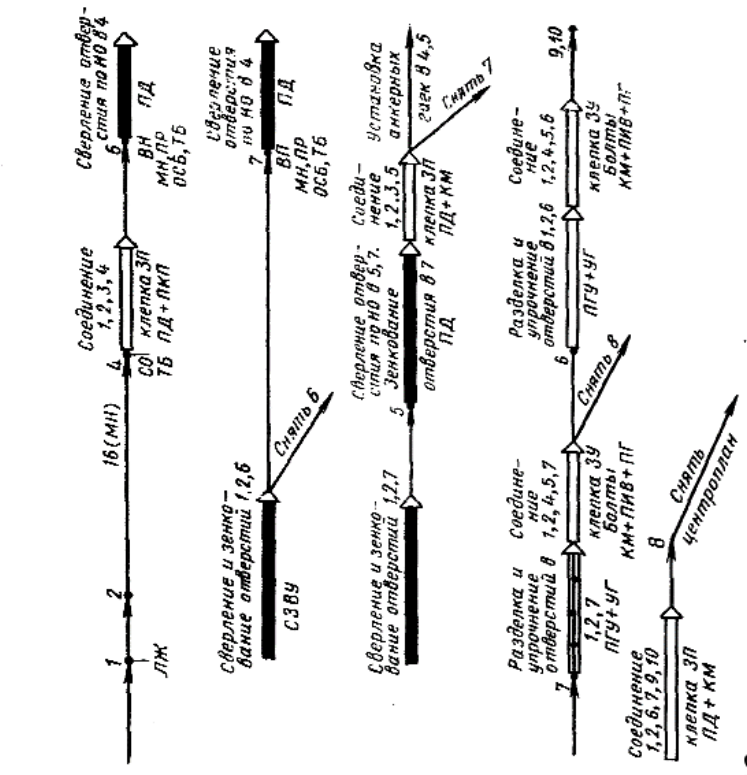 1
ЛЖ
2
16(МН)
4
СО
ТБ
Соединение
1, 2, 3, 4
клепка ЗП
ПД+ПКП
6
ВН
МН,ПР
ОСБ,ТБ
Сверление отвер-
стия по НО в 4
ПД
Сверление и зенко-
вание отверстий 1,2,6
СЗВУ
Снять 6
7
ВП
МН,ПР
ОСБ,ТБ
Сверление
отверстия
по НО в 4
ПД
Сверление и зенко-
вание отверстий 1,2,7
5
Сверление отвер-
стия по НО в 5,7.
Зенкование
отверстия в 7
ПД
Соеди-
нение
1, 2, 3, 5
клепка ЗП
ПД+КМ
Снять 7
Установка
анкерных
гаек в 4,5
7
Разделка и
упрочнение
отверстий в
1,2,7
ПГУ+УГ
Соедине-
ние
1, 2, 4, 5, 7
клепка ЗУ
Болты
КМ+ПИВ+ПГ
Снять 8
6
Разделка и
упрочнение
отверстий в 1,2,6
ПГУ+УГ
Соедине-
ние
1, 2, 4, 5, 6
клепка ЗУ
Болты
КМ+ПИВ+ПГ
9,10
Соединение
1, 2, 6, 7, 9, 10
клепка ЗП
ПД+КМ
8
Снять
центроплан